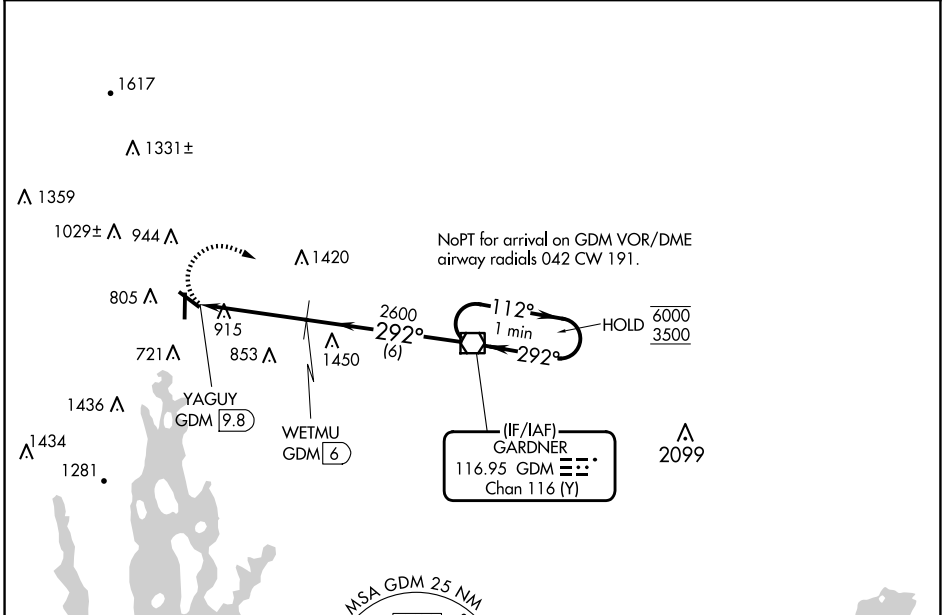 1617
1331±
1359
1029±
944
1420
NoPT for arrival on GDM VOR/DME
airway radials 042 CW 191.
805
915
2600
292°
(6)
112°
1 min
292°
HOLD
6000
3500
721
853
1450
YAGUY
GDM 9.8
WETMU
GDM 6
1436
1434
1281
(IF/IAF)
GARDNER
116.95 GDM
Chan 116 (Y)
2099
MSA GDM 25 NM